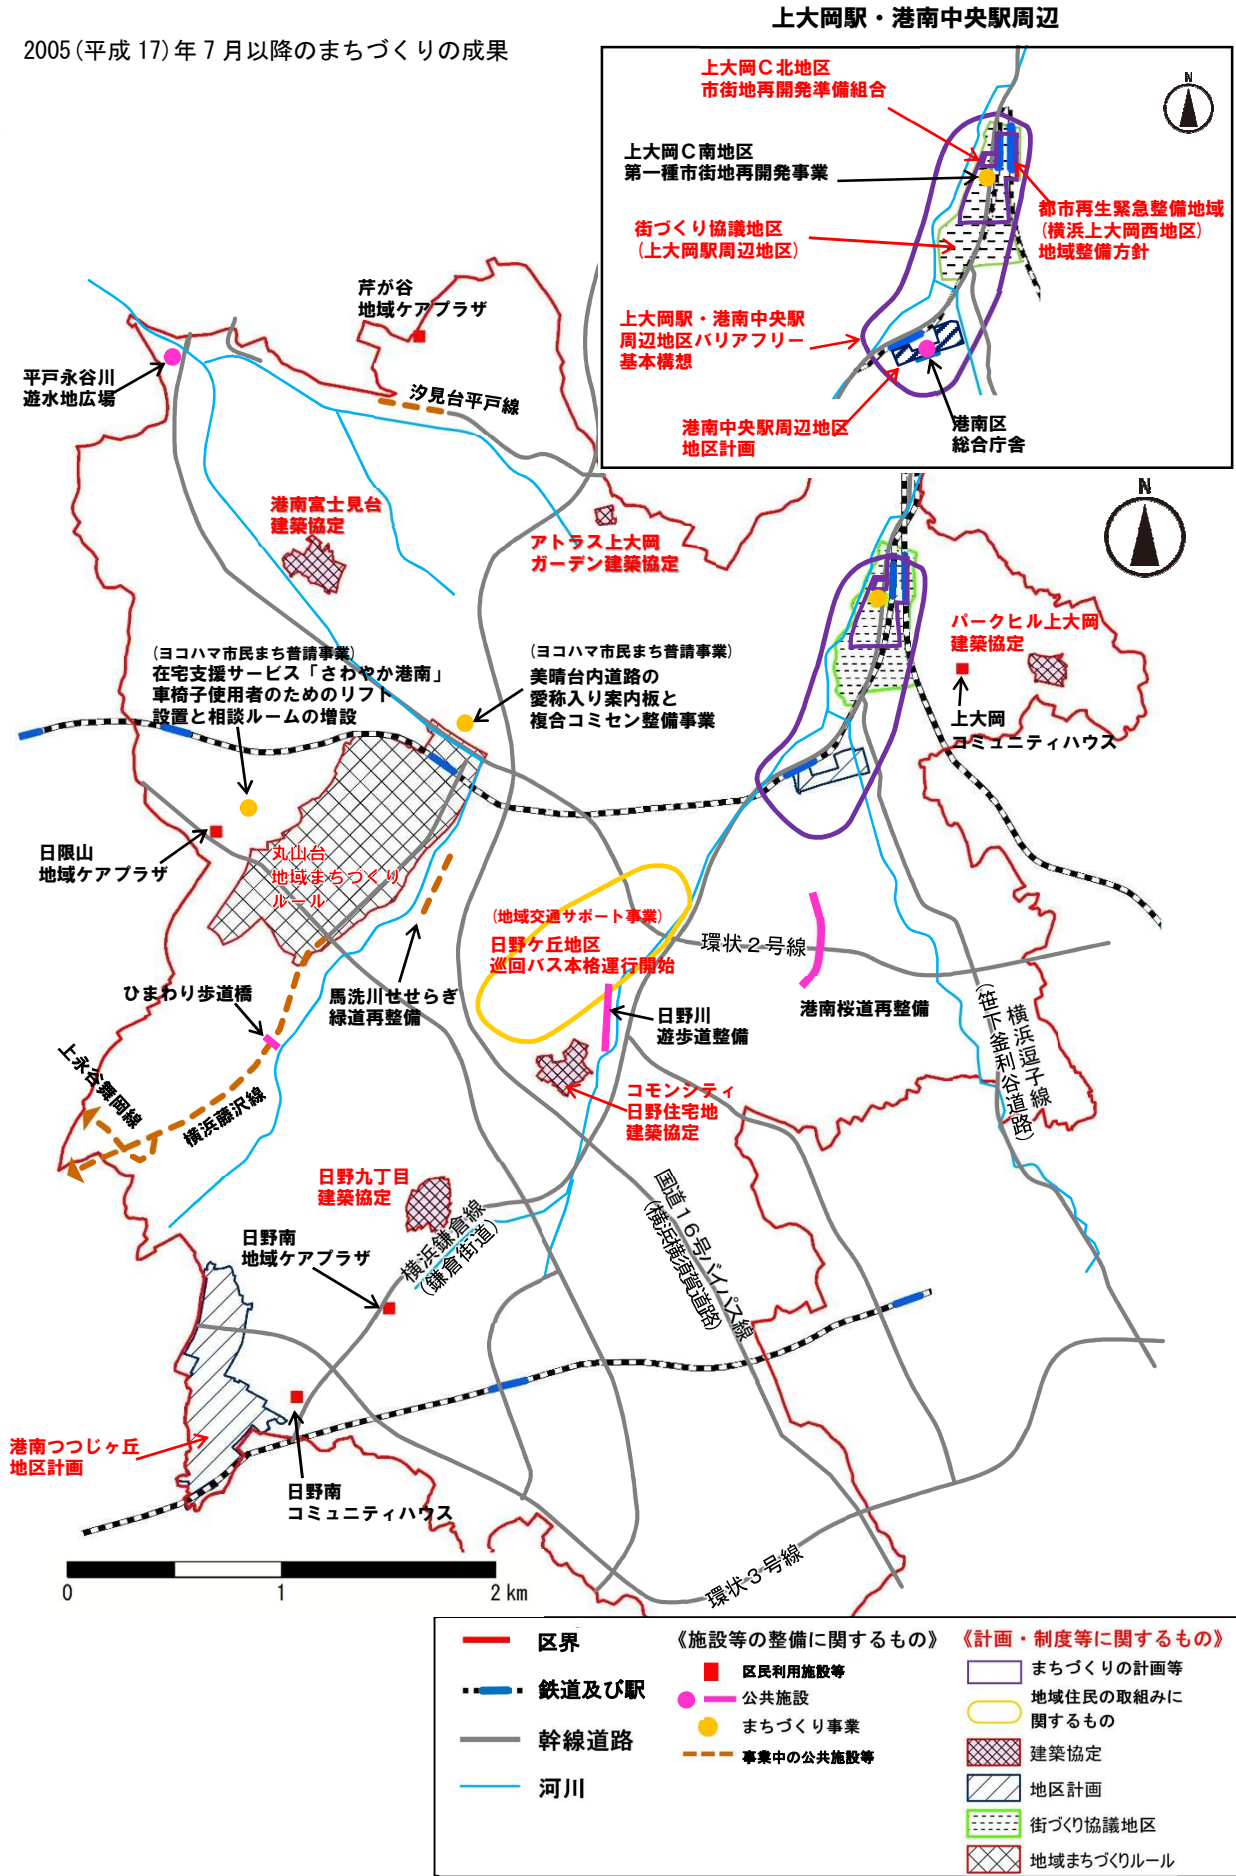 上大岡駅・港南中央駅周辺
2005(平成 17)年 7 月以降のまちづくりの成果
上大岡C北地区
市街地再開発準備組合
N
上大岡C南地区
第一種市街地再開発事業
都市再生緊急整備地域
(横浜上大岡西地区)
地域整備方針
街づくり協議地区
(上大岡駅周辺地区)
上大岡駅・港南中央駅
周辺地区バリアフリー
基本構想
港南中央駅周辺地区
地区計画
港南区
総合庁舎
芹が谷
地域ケアプラザ
平戸永谷川
遊水地広場
汐見台平戸線
N
港南富士見台
建築協定
アトラス上大岡
ガーデン建築協定
パークヒル上大岡
建築協定
上大岡
コミュニティハウス
(ヨコハマ市民まち普請事業)
在宅支援サービス「さわやか港南」
車椅子使用者のためのリフト
設置と相談ルームの増設
(ヨコハマ市民まち普請事業)
美晴台内道路の
愛称入り案内板と
複合コミセン整備事業
日限山
地域ケアプラザ
丸山台
地域まちづくり
ルール
(地域交通サポート事業)
日野ケ丘地区
巡回バス本格運行開始
環状２号線
ひまわり歩道橋
馬洗川せせらぎ
緑道再整備
日野川
遊歩道整備
港南桜道再整備
横浜逗子線
(笹下釜利谷道路)
上永谷舞岡線
横浜藤沢線
コモンシティ
日野住宅地
建築協定
日野九丁目
建築協定
日野南
地域ケアプラザ
横浜鎌倉線
(鎌倉街道)
国道１６号バイパス線
(横浜横須賀道路)
港南つつじヶ丘
地区計画
日野南
コミュニティハウス
環状３号線
0 1 2 km
区界
鉄道及び駅
幹線道路
河川
《施設等の整備に関するもの》
区民利用施設等
公共施設
まちづくり事業
事業中の公共施設等
《計画・制度等に関するもの》
まちづくりの計画等
地域住民の取組みに
関するもの
建築協定
地区計画
街づくり協議地区
地域まちづくりルール